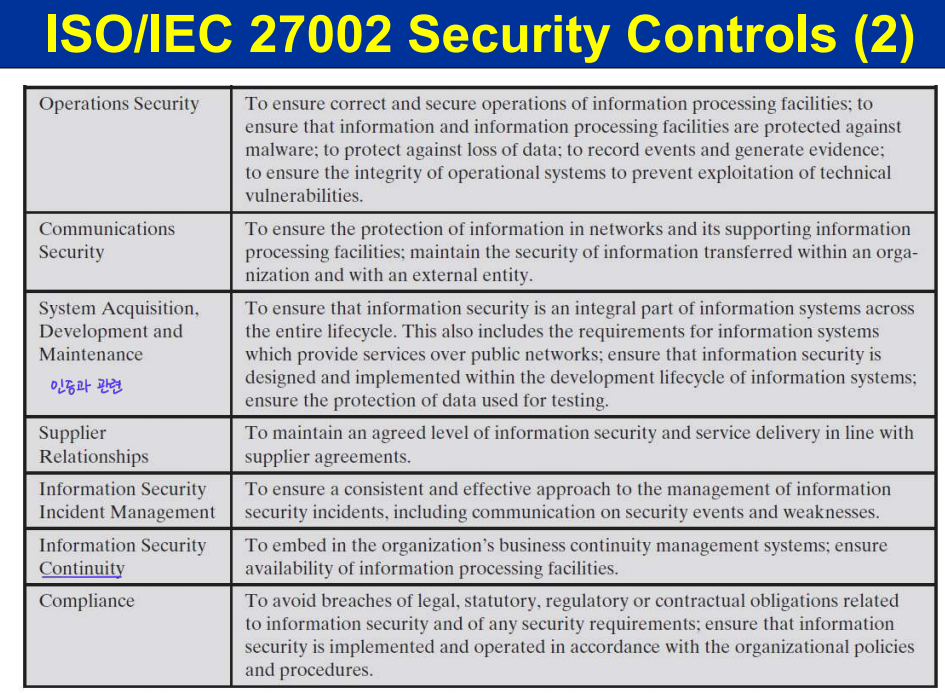 ISO/IEC 27002 Security Controls (2)
Operations Security
To ensure correct and secure operations of information processing facilities; to
ensure that information and information processing facilities are protected against
malware; to protect against loss of data; to record events and generate evidence;
to ensure the integrity of operational systems to prevent exploitation of technical
vulnerabilities.
Communications
Security
To ensure the protection of information in networks and its supporting information
processing facilities; maintain the security of information transferred within an orga-
nization and with an external entity.
System Acquisition,
Development and
Maintenance
인증과 관련
To ensure that information security is an integral part of information systems across
the entire lifecycle. This also includes the requirements for information systems
which provide services over public networks; ensure that information security is
designed and implemented within the development lifecycle of information systems;
ensure the protection of data used for testing.
Supplier
Relationships
To maintain an agreed level of information security and service delivery in line with
supplier agreements.
Information Security
Incident Management
To ensure a consistent and effective approach to the management of information
security incidents, including communication on security events and weaknesses.
Information Security
Continuity
To embed in the organization's business continuity management systems; ensure
availability of information processing facilities.
Compliance
To avoid breaches of legal, statutory, regulatory or contractual obligations related
to information security and of any security requirements; ensure that information
security is implemented and operated in accordance with the organizational policies
and procedures.